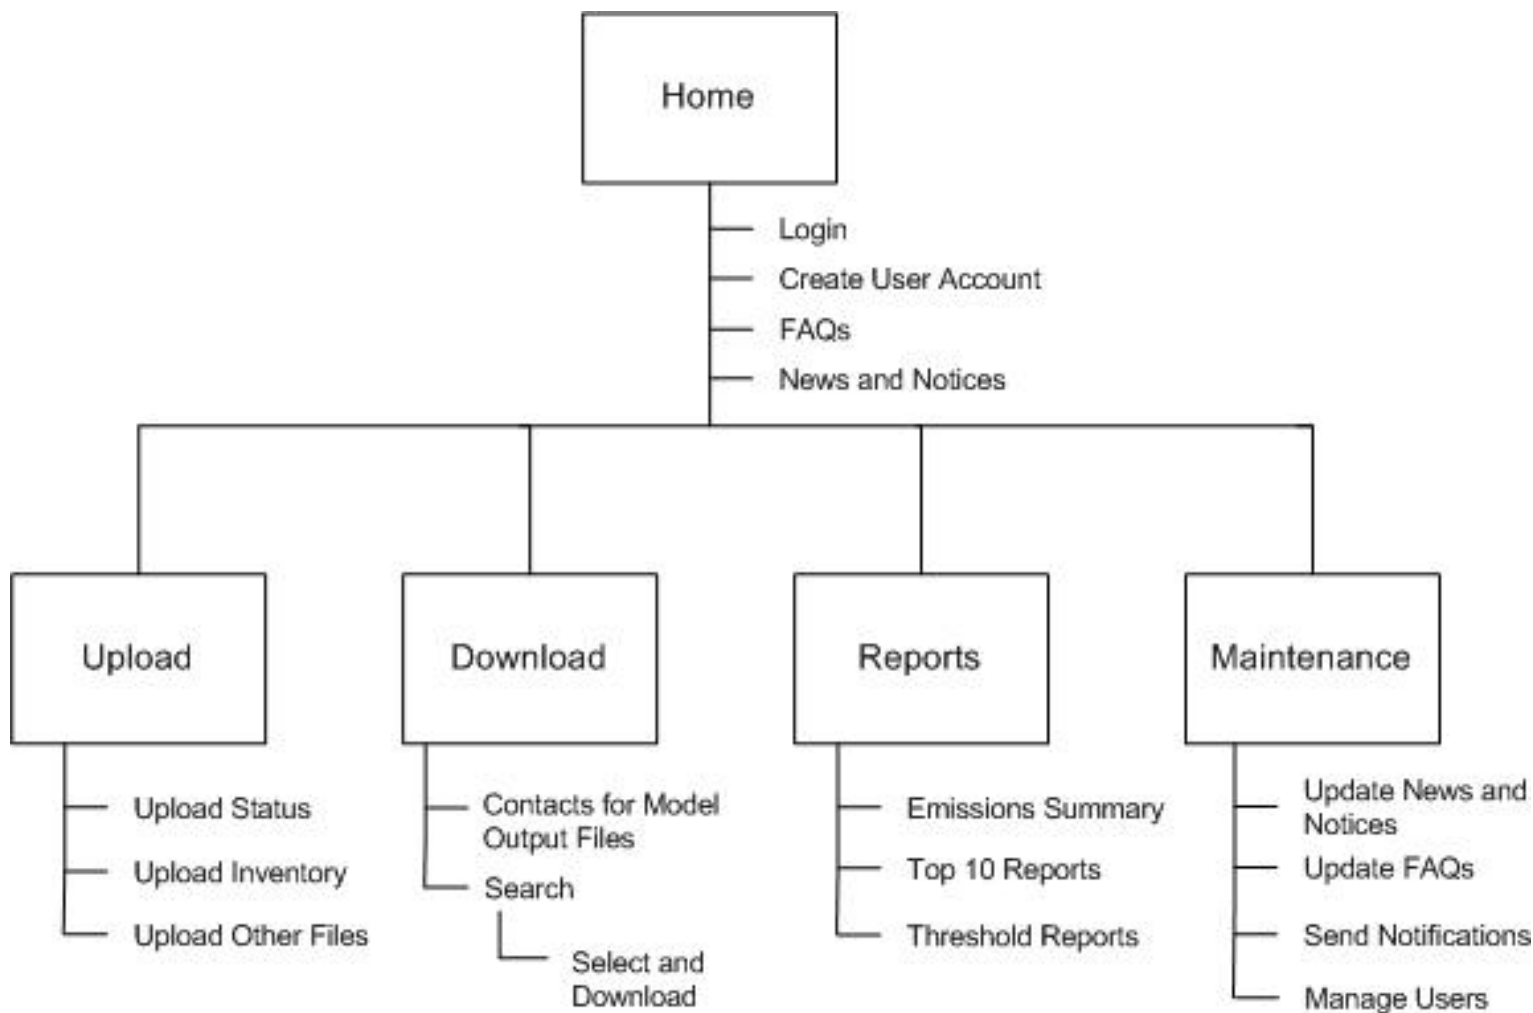 Home
Login
Create User Account
FAQs
News and Notices
Upload
Download
Reports
Maintenance
Upload Status
Upload Inventory
Upload Other Files
Contacts for Model
Output Files
Search
Select and
Download
Emissions Summary
Top 10 Reports
Threshold Reports
Update News and
Notices
Update FAQs
Send Notifications
Manage Users